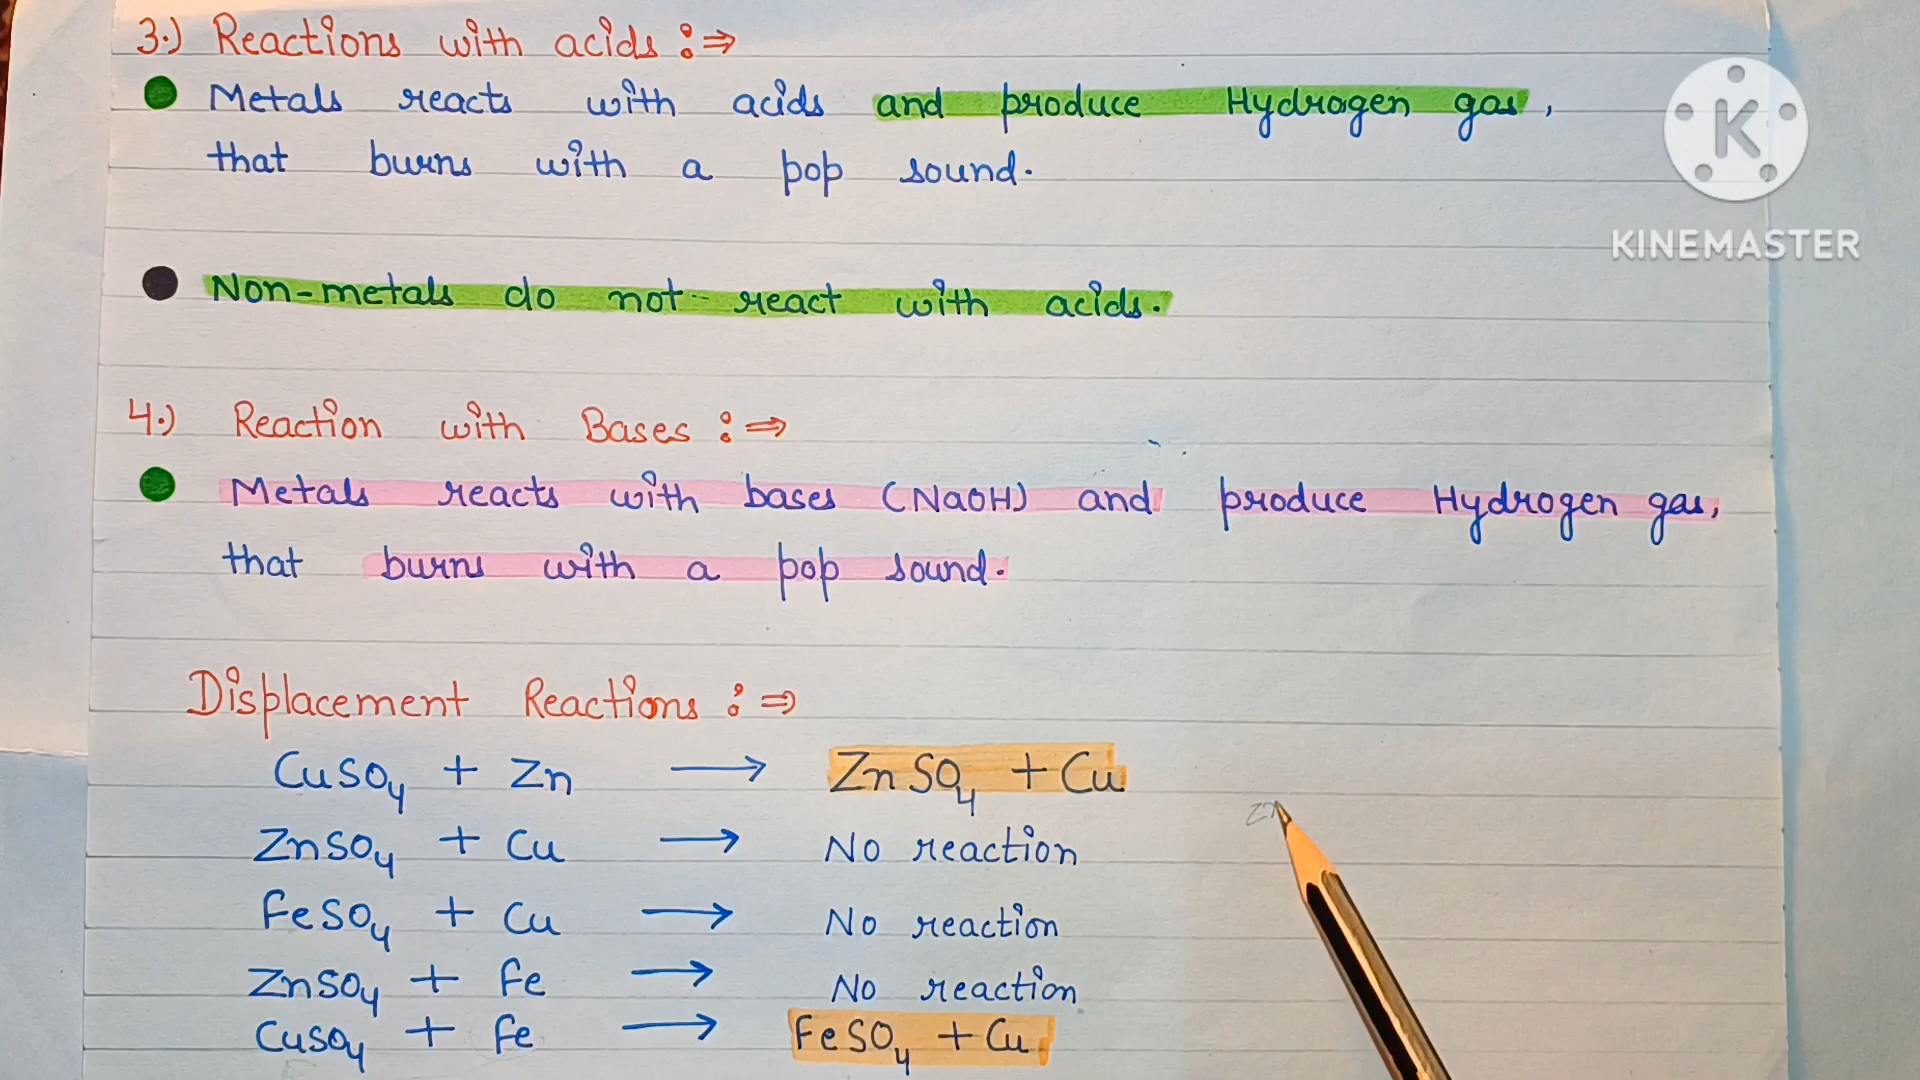 3.) Reactions with acids :⇒
Metals reacts with acids and produce Hydrogen gas,
that burns with a pop sound.
K
KINEMASTER
Non-metals do not react with acids.
4.) Reaction with Bases :⇒
Metals reacts with bases (NaOH) and produce Hydrogen gas,
that burns with a pop sound.
Displacement Reactions :⇒
CuSO₄ + Zn → ZnSO₄ + Cu
Zn
ZnSO₄ + Cu → No reaction
FeSO₄ + Cu → No reaction
ZnSO₄ + Fe → No reaction
CuSO₄ + Fe → FeSO₄ + Cu